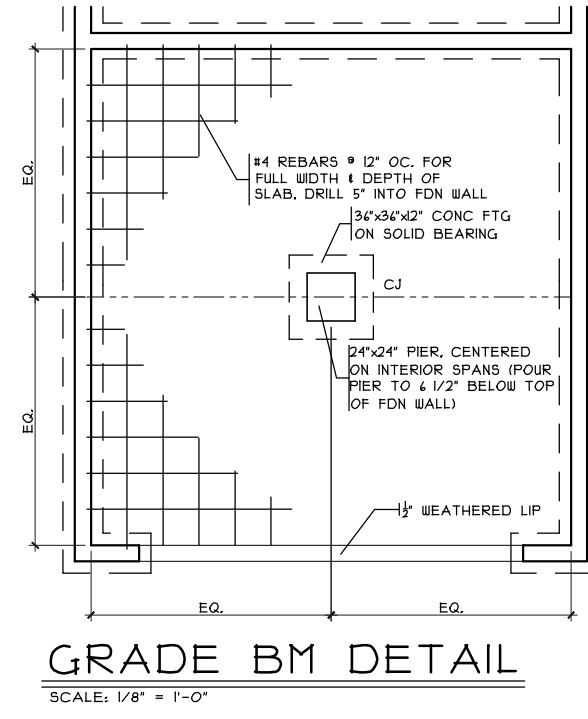 #4 REBARS @ 12" OC. FOR
FULL WIDTH & DEPTH OF
SLAB, DRILL 5" INTO FDN WALL
36"x36"x12" CONC FTG
ON SOLID BEARING
EQ.
CJ
24"x24" PIER, CENTERED
ON INTERIOR SPANS (POUR
PIER TO 6 1/2" BELOW TOP
OF FDN WALL)
EQ.
1/2" WEATHERED LIP
EQ.
EQ.
GRADE BM DETAIL
SCALE: 1/8" = 1'-0"